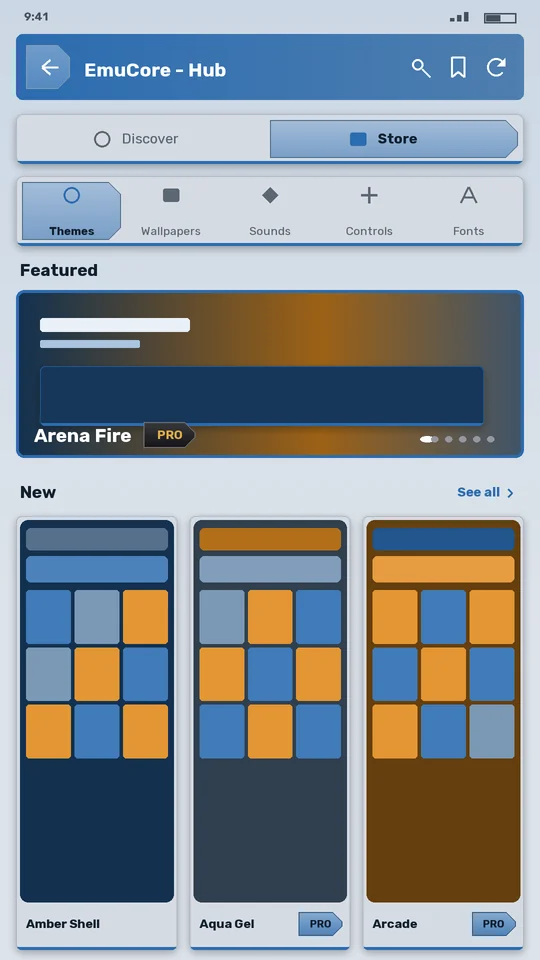 9:41
EmuCore - Hub
Discover
Store
Themes
Wallpapers
Sounds
Controls
Fonts
Featured
Arena Fire
PRO
New
See all
Amber Shell
Aqua Gel
PRO
Arcade
PRO